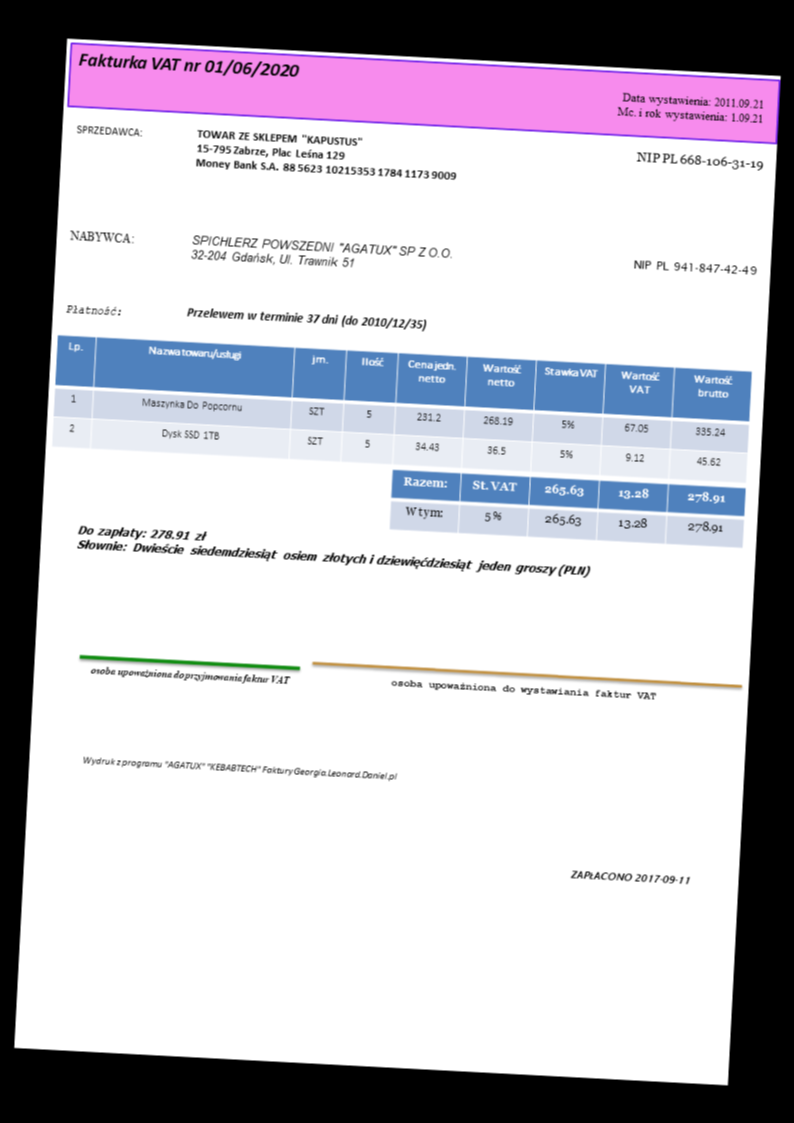 Fakturka VAT nr 01/06/2020
Data wystawienia: 2011.09.21
Mc. i rok wystawienia: 1.09.21
SPRZEDAWCA:
TOWAR ZE SKLEPEM "KAPUSTUS"
15-795 Zabrze, Plac Leśna 129
Money Bank S.A. 88 5623 10215353 1784 1173 9009
NIP PL 668-106-31-19
NABYWCA:
SPICHLERZ POWSZEDNI "AGATUX" SP Z O.O.
32-204 Gdańsk, Ul. Trawnik 51
NIP PL 941-847-42-49
Płatność:
Przelewem w terminie 37 dni (do 2010/12/35)
Lp. Nazwa towaru/usługi jm. Ilość Cena jedn. netto Wartość netto Stawka VAT Wartość VAT Wartość brutto
1 Maszynka Do Popcornu SZT 5 231.2 268.19 5% 67.05 335.24
2 Dysk SSD 1TB SZT 5 34.43 36.5 5% 9.12 45.62
Razem: St. VAT 265.63 13.28 278.91
W tym: 5% 265.63 13.28 278.91
Do zapłaty: 278.91 zł
Słownie: Dwieście siedemdziesiąt osiem złotych i dziewięćdziesiąt jeden groszy (PLN)
osoba upoważniona do przyjmowania faktur VAT
osoba upoważniona do wystawiania faktur VAT
Wydruk z programu "AGATUX" "KEBABTECH" Faktury Georgia.Leonard.Daniel.pl
ZAPŁACONO 2017-09-11